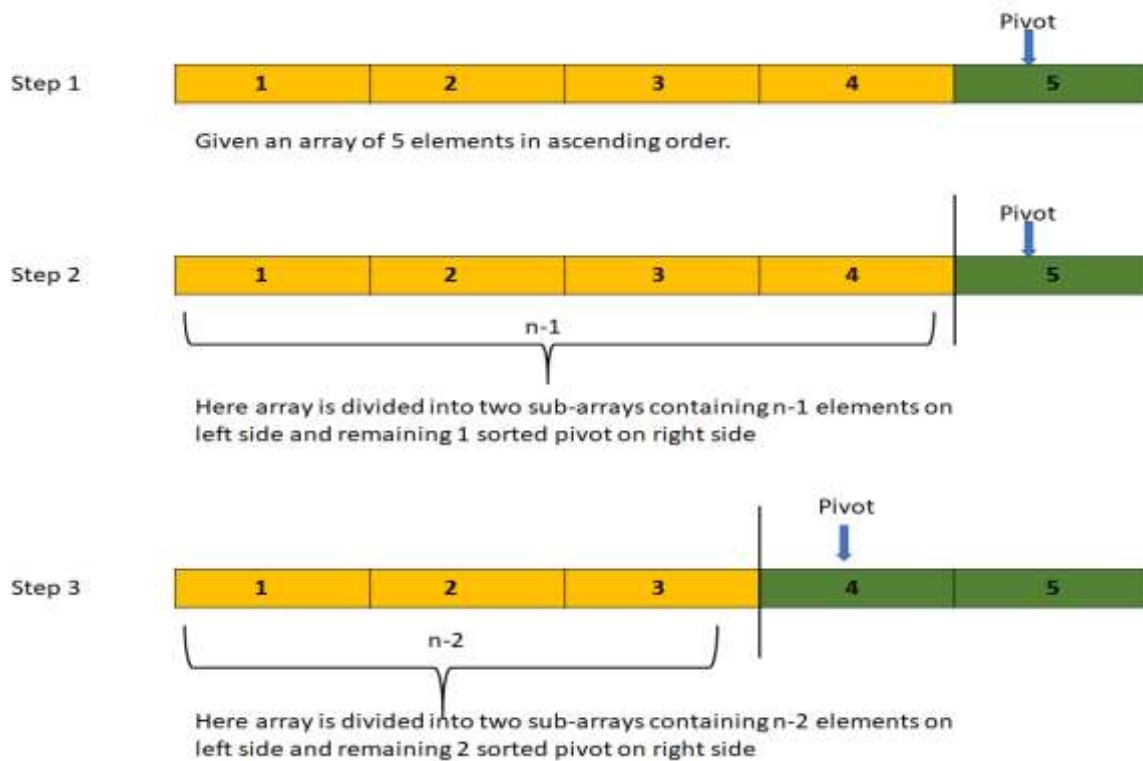 Pivot
Step 1
1 2 3 4 5
Given an array of 5 elements in ascending order.
Pivot
Step 2
1 2 3 4 5
n-1
Here array is divided into two sub-arrays containing n-1 elements on
left side and remaining 1 sorted pivot on right side
Pivot
Step 3
1 2 3 4 5
n-2
Here array is divided into two sub-arrays containing n-2 elements on
left side and remaining 2 sorted pivot on right side